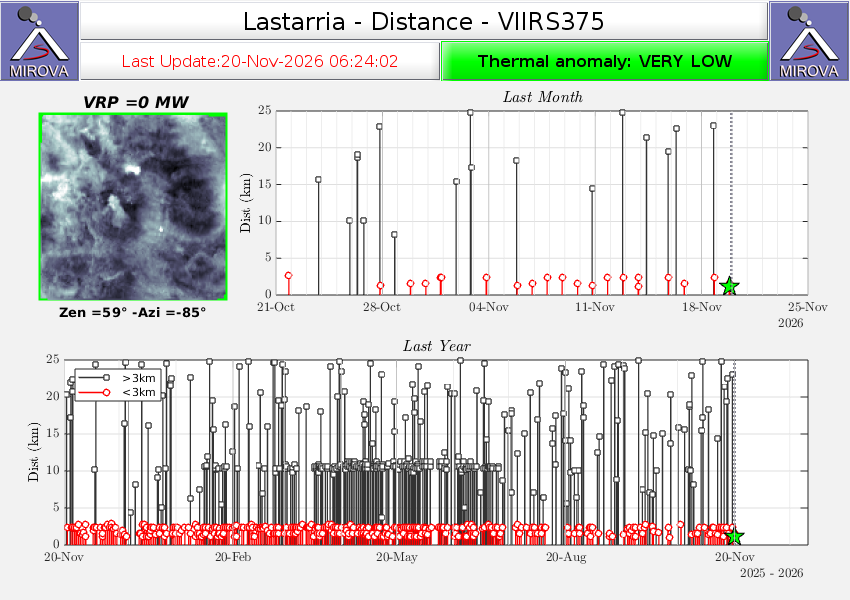 MIROVA
Lastarria - Distance - VIIRS375
MIROVA
Last Update:20-Nov-2026 06:24:02
Thermal anomaly: VERY LOW
VRP =0 MW
Zen =59° -Azi =-85°
Last Month
Dist (km)
25
20
15
10
5
0
21-Oct
28-Oct
04-Nov
11-Nov
18-Nov
25-Nov
2026
Last Year
Dist (km)
25
20
15
10
5
0
>3km
<3km
20-Nov
20-Feb
20-May
20-Aug
20-Nov
2025 - 2026